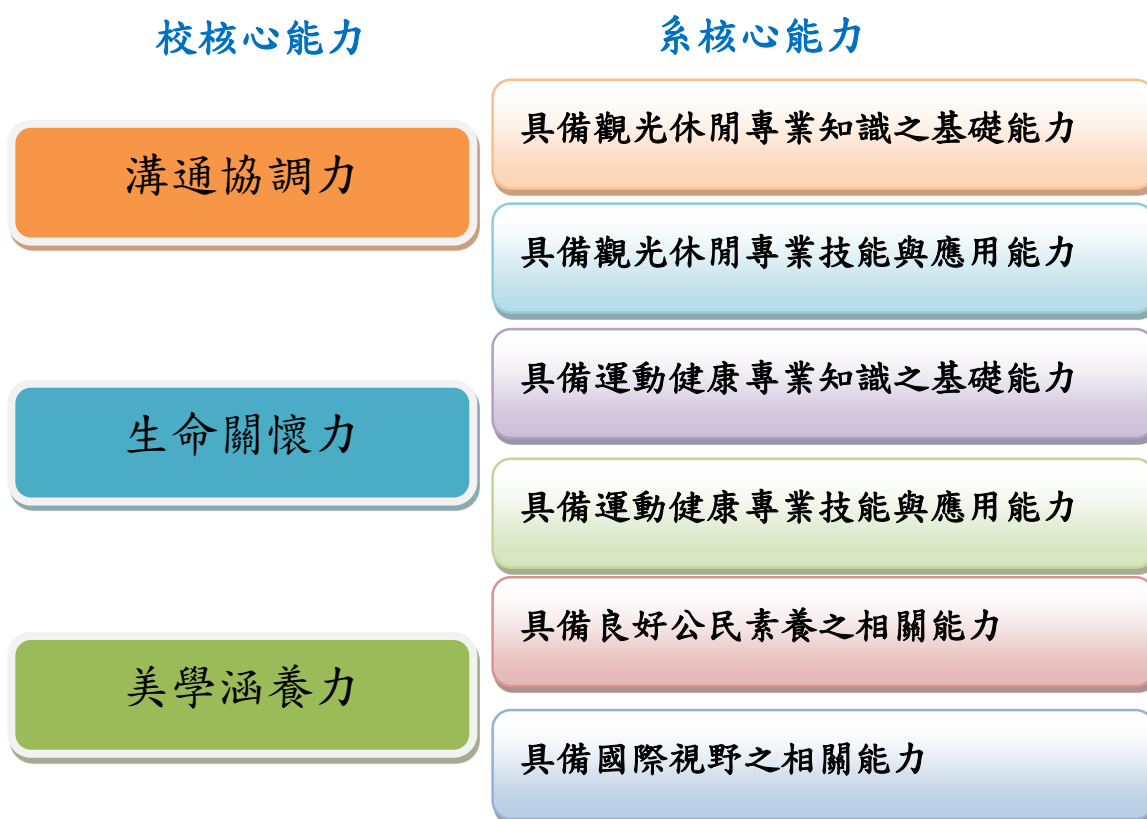 校核心能力
系核心能力
溝通協調力
生命關懷力
美學涵養力
具備觀光休閒專業知識之基礎能力
具備觀光休閒專業技能與應用能力
具備運動健康專業知識之基礎能力
具備運動健康專業技能與應用能力
具備良好公民素養之相關能力
具備國際視野之相關能力